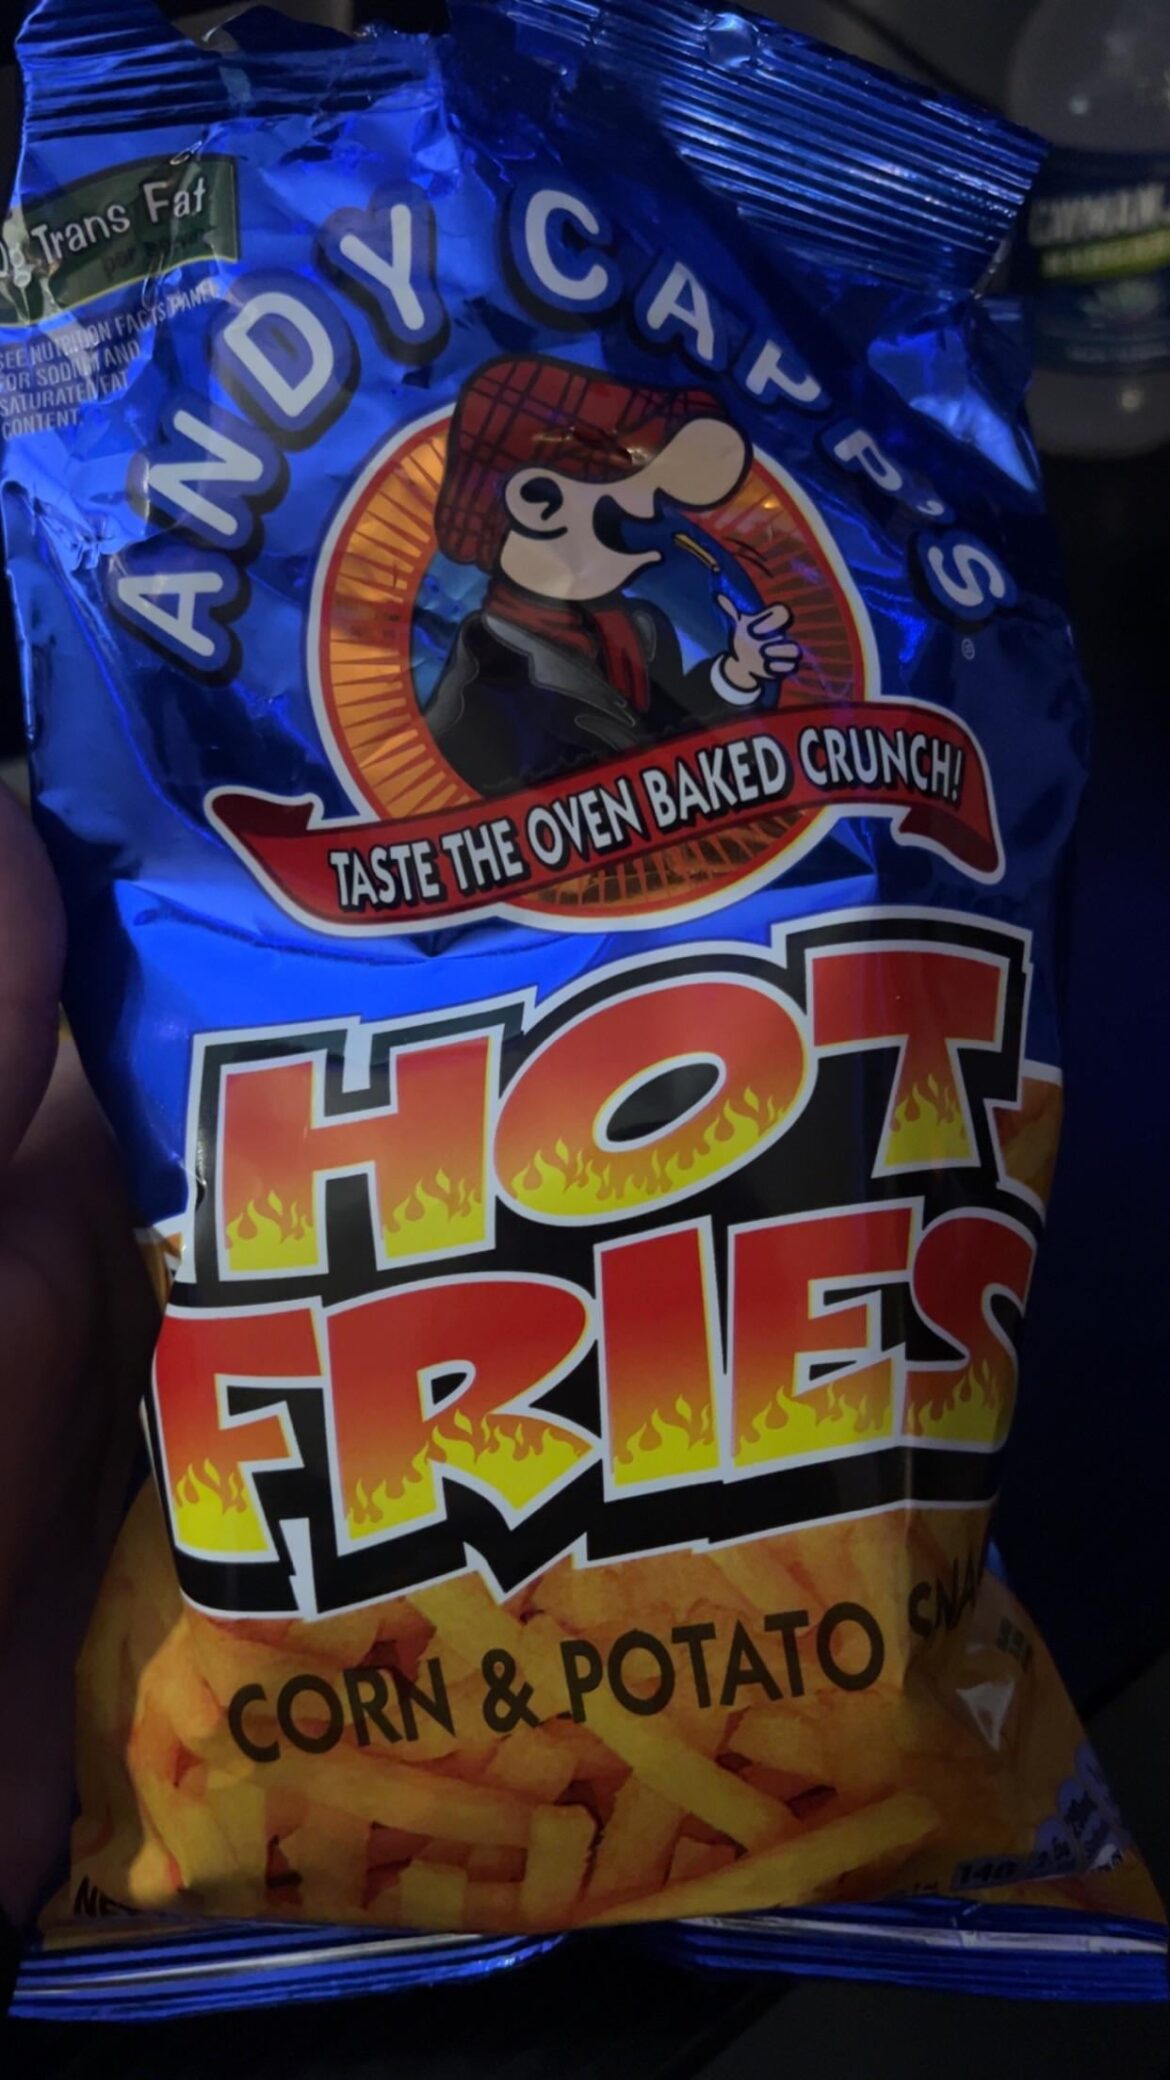 0g Trans Fat
SEE NUTRITION FACTS PANEL
FOR SODIUM AND
SATURATED FAT
CONTENT.
ANDY CAPP'S
®
TASTE THE OVEN BAKED CRUNCH!
HOT
FRIES
CORN & POTATO SNA